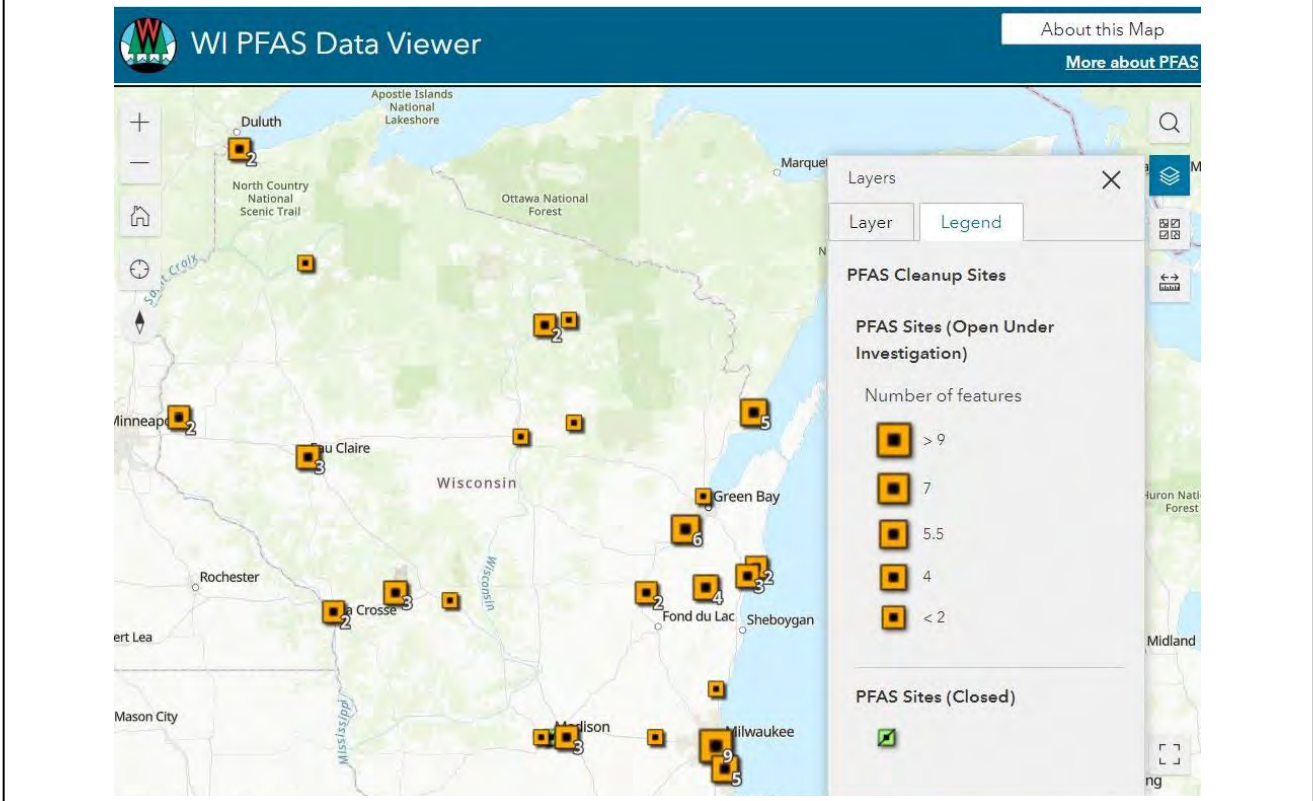 WI PFAS Data Viewer
About this Map
More about PFAS
Apostle Islands
National
Lakeshore
Duluth
2
North Country
National
Scenic Trail
Ottawa National
Forest
Marquet
Saint Croix
2
Minneap
2
5
Eau Claire
3
Wisconsin
Green Bay
6
Rochester
Wisconsin
2
3
La Crosse
3
2
2
4
Fond du Lac
Sheboygan
ert Lea
Mason City
Mississippi
Madison
3
Milwaukee
9
5
Layers
Layer
Legend
PFAS Cleanup Sites
PFAS Sites (Open Under
Investigation)
Number of features
> 9
7
5.5
4
< 2
PFAS Sites (Closed)
M
N
Huron Nati
Forest
Midland
ng